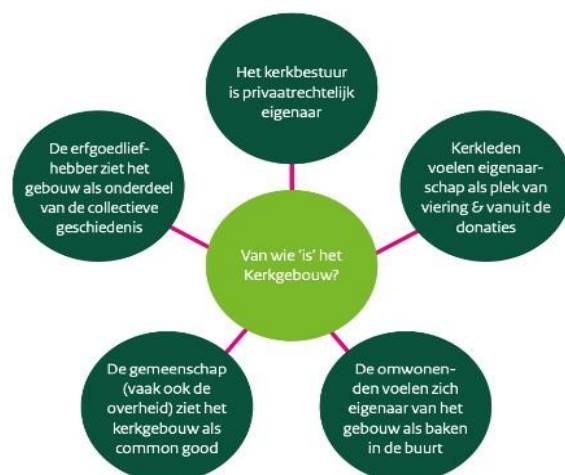 Het kerkbestuur
is privaatrechtelijk
eigenaar
De erfgoedlief-
hebber ziet het
gebouw als onderdeel
van de collectieve
geschiedenis
Kerkleden
voelen eigenaar-
schap als plek van
viering & vanuit de
donaties
Van wie 'is' het
Kerkgebouw?
De gemeenschap
(vaak ook de
overheid) ziet het
kerkgebouw als
common good
De omwonen-
den voelen zich
eigenaar van het
gebouw als baken
in de buurt